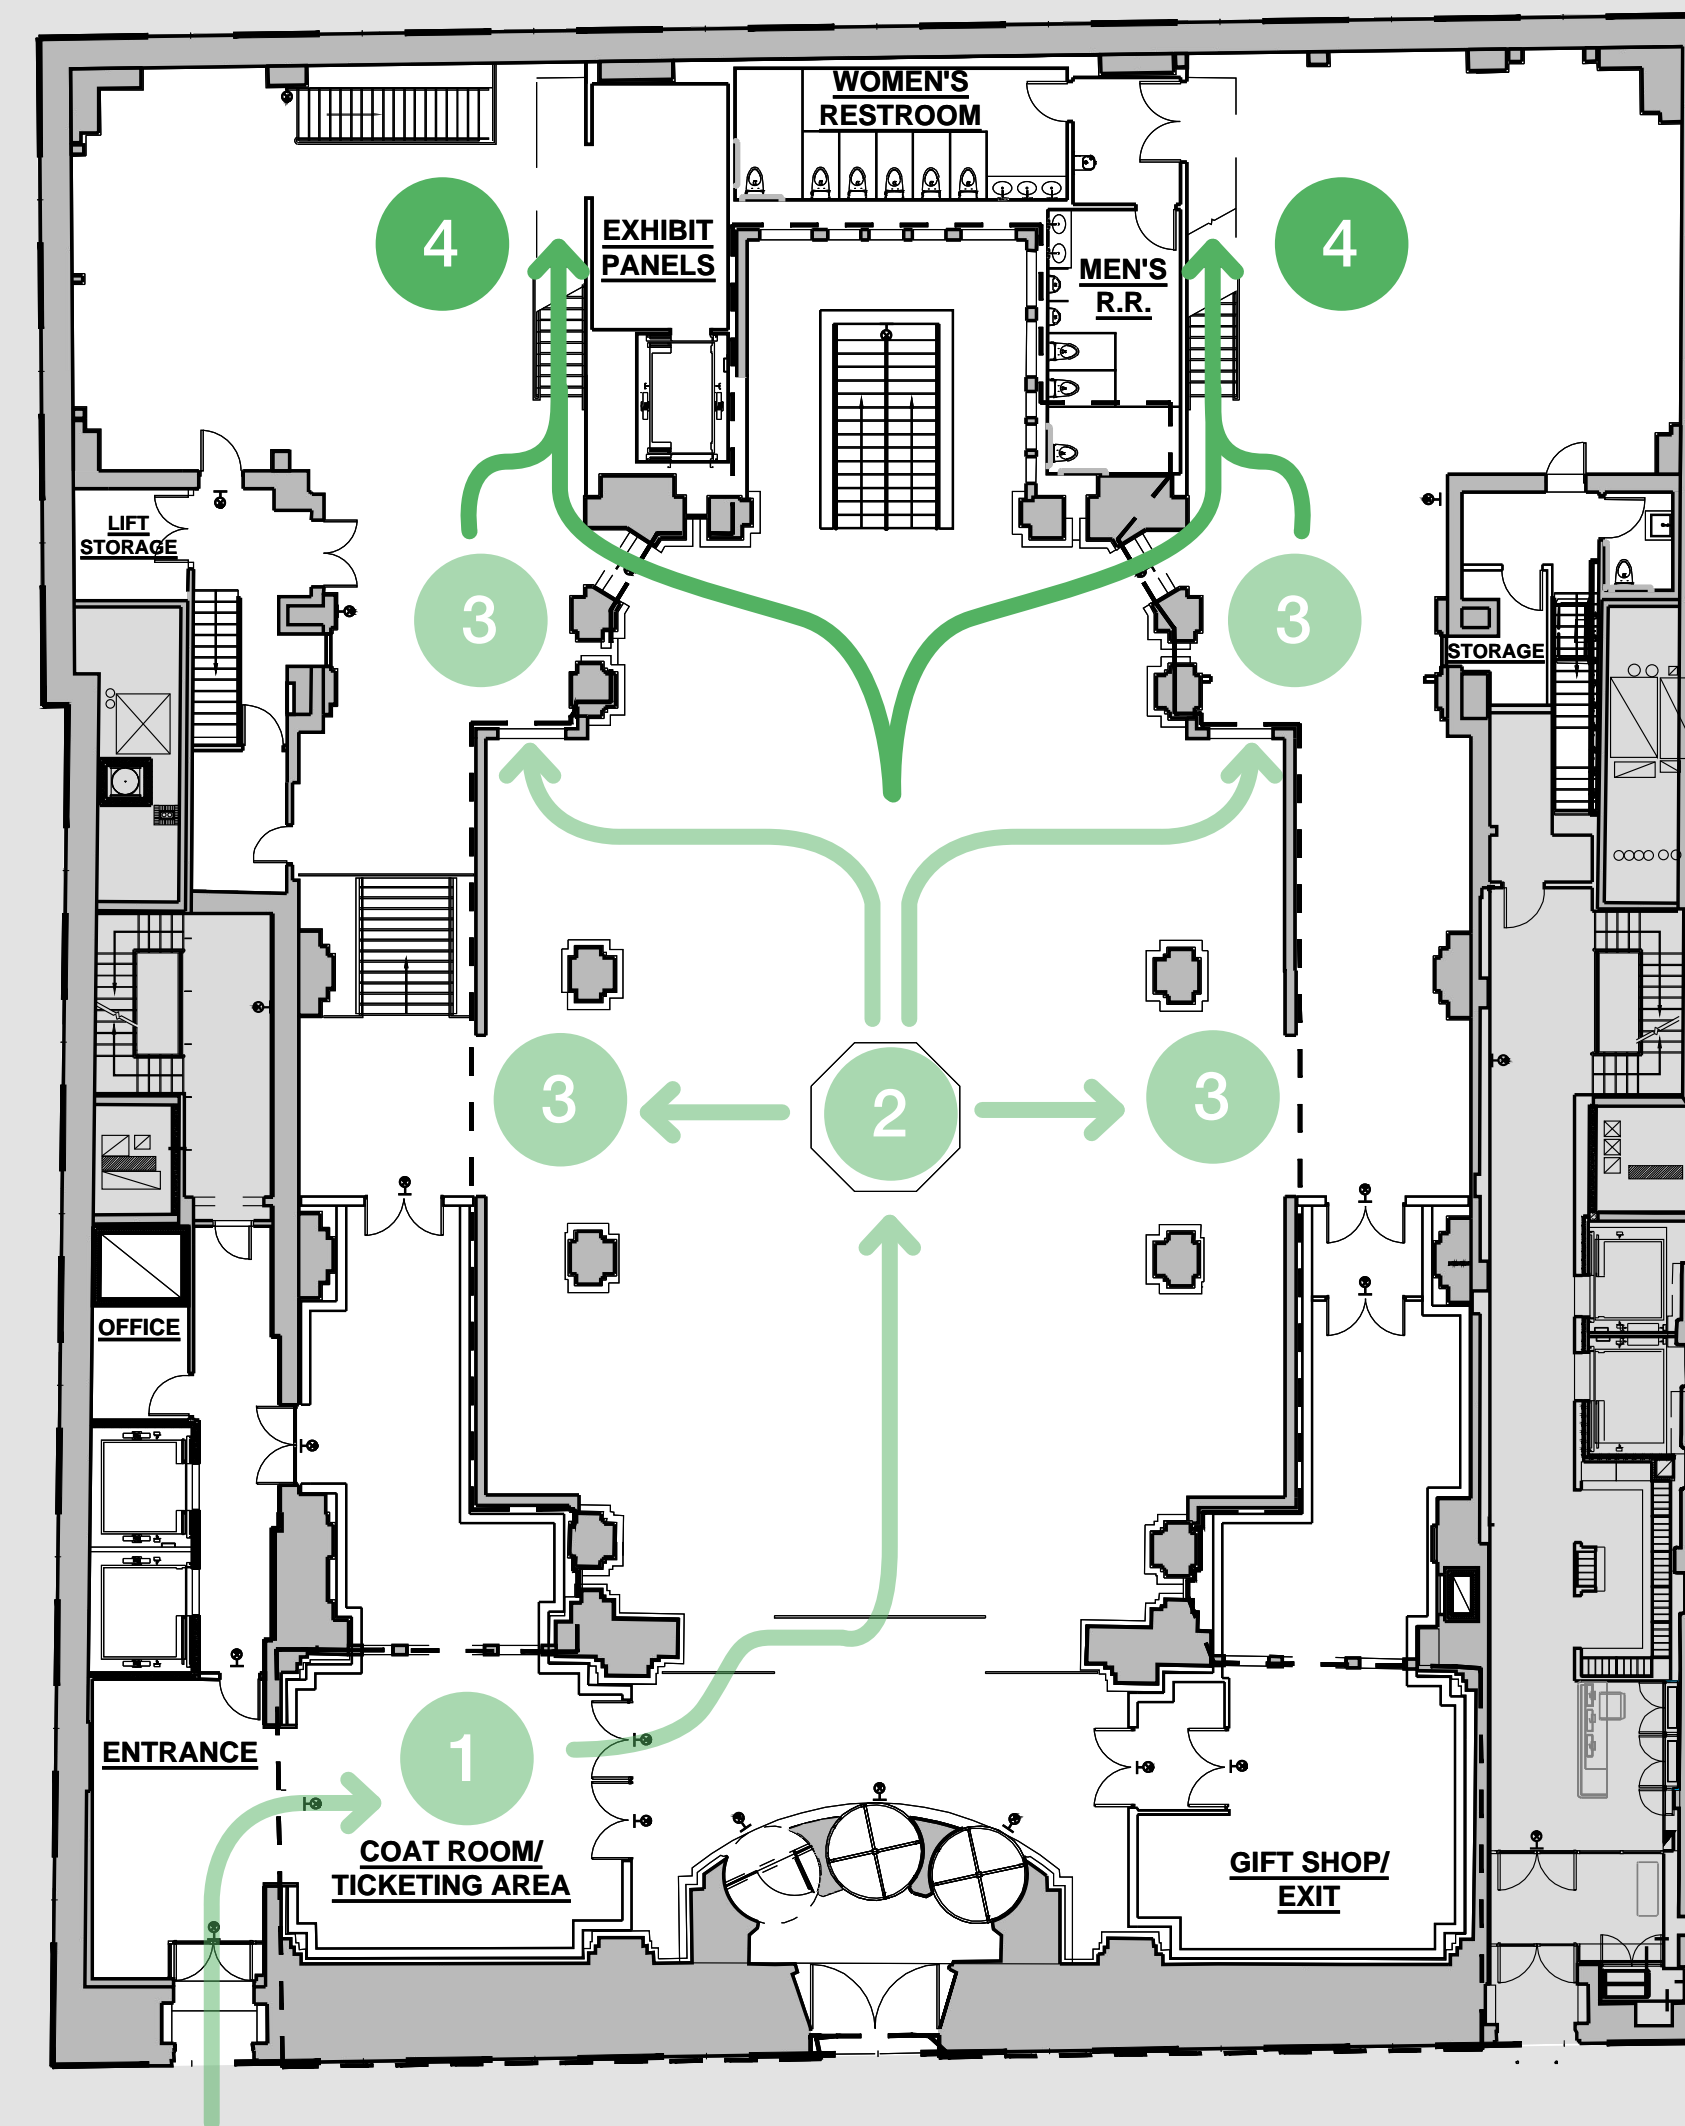 WOMEN'S
RESTROOM
4
EXHIBIT
PANELS
MEN'S
R.R.
4
LIFT
STORAGE
3
3
STORAGE
3
2
3
OFFICE
ENTRANCE
1
COAT ROOM/
TICKETING AREA
GIFT SHOP/
EXIT